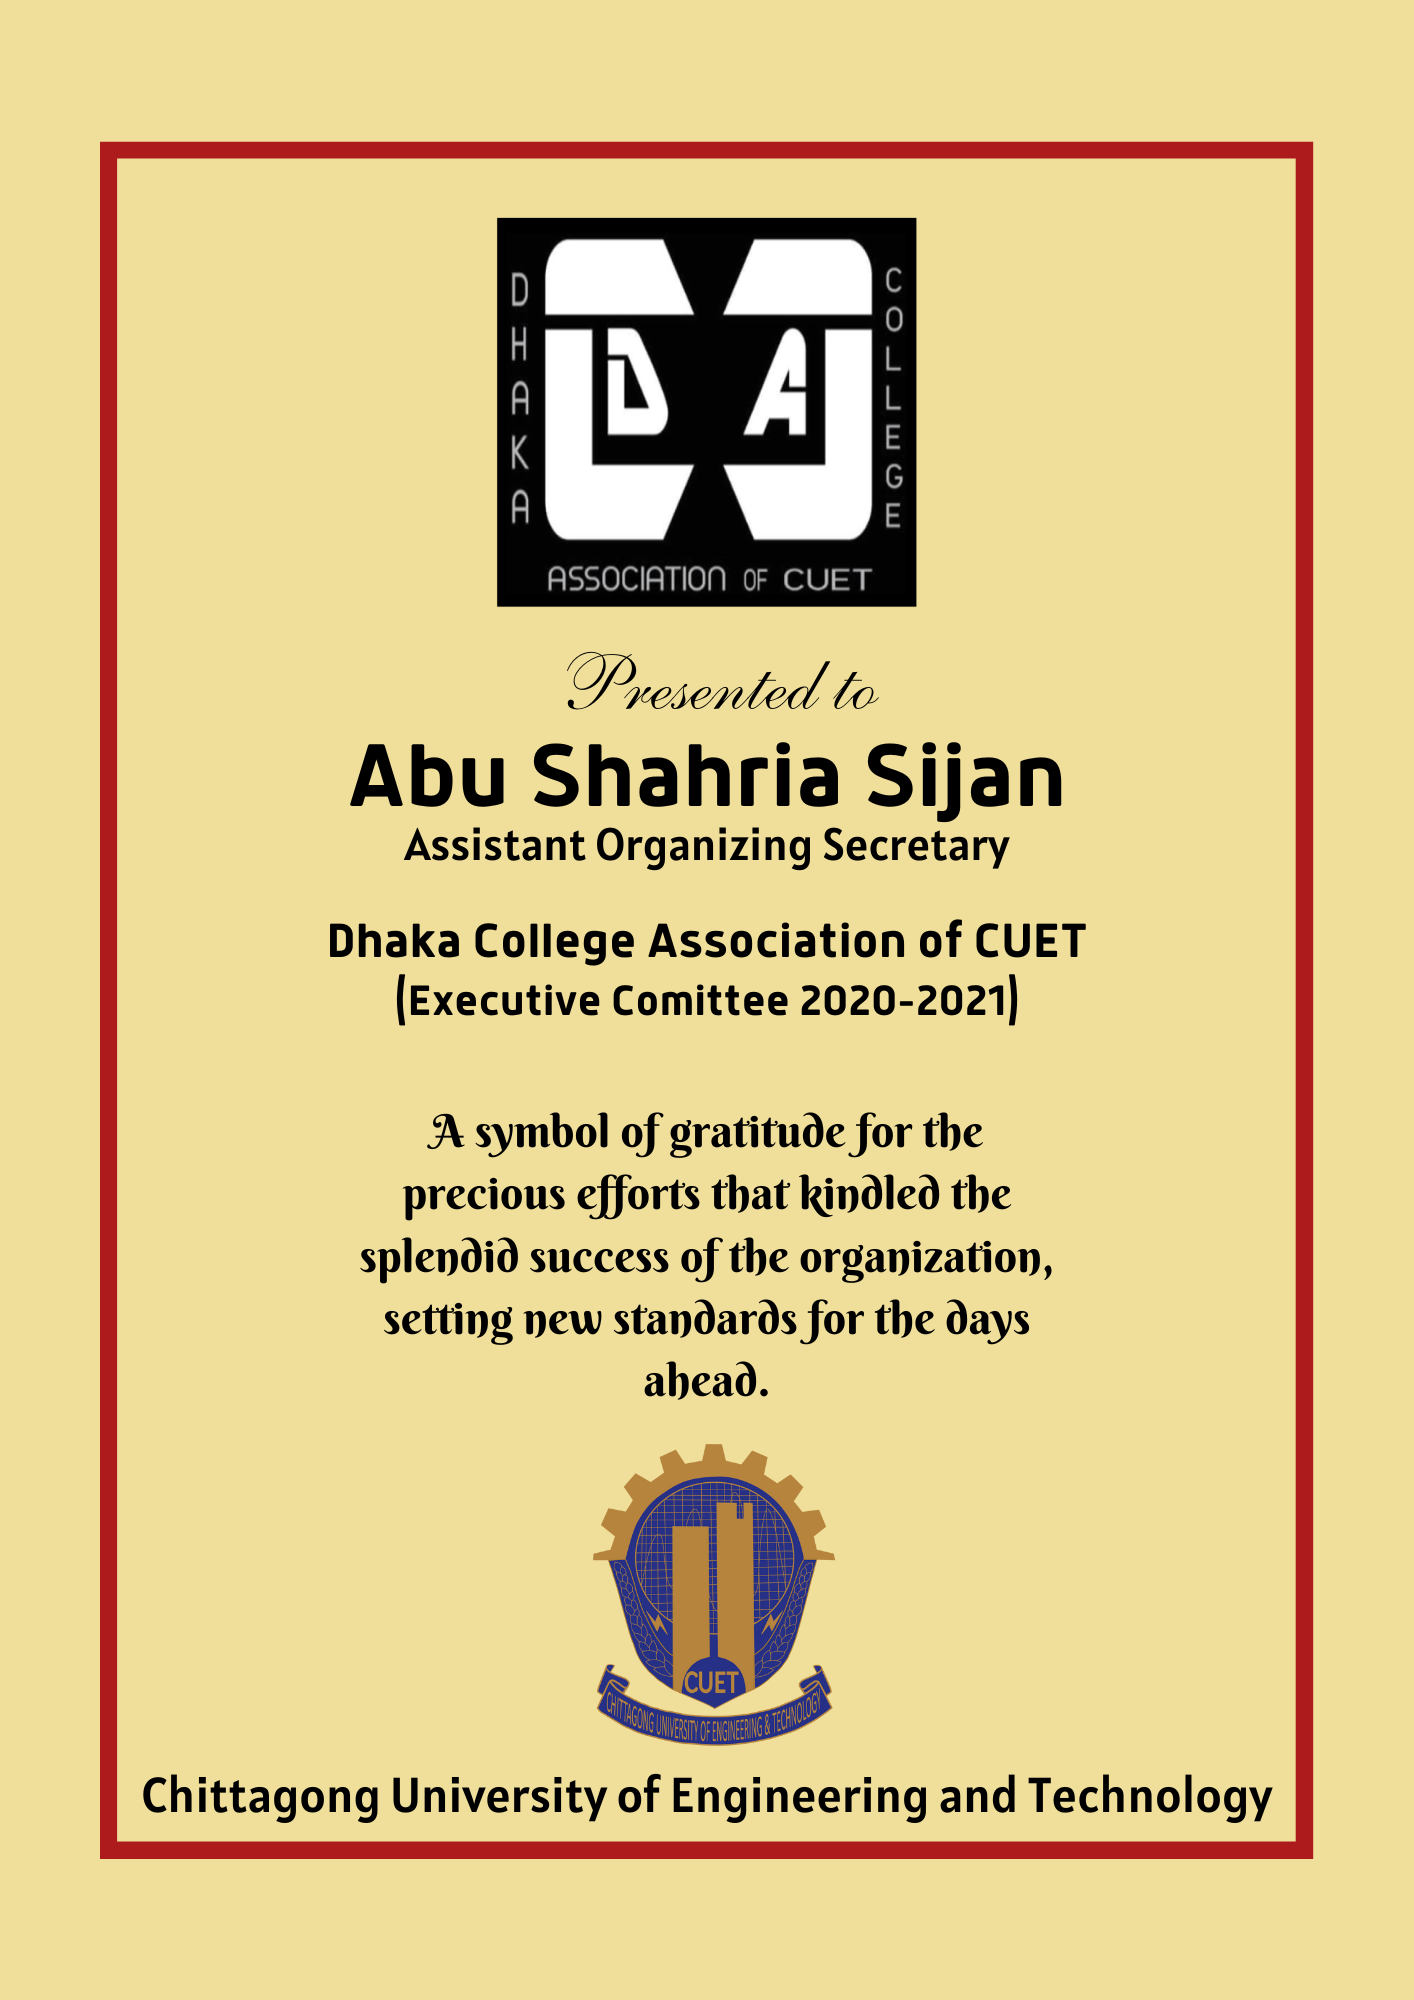 DHAKA
COLLEGE
DA
ASSOCIATION OF CUET
Presented to
Abu Shahria Sijan
Assistant Organizing Secretary
Dhaka College Association of CUET
(Executive Comittee 2020-2021)
A symbol of gratitude for the
precious efforts that kindled the
splendid success of the organization,
setting new standards for the days
ahead.
CUET
CHITTAGONG UNIVERSITY OF ENGINEERING & TECHNOLOGY
Chittagong University of Engineering and Technology